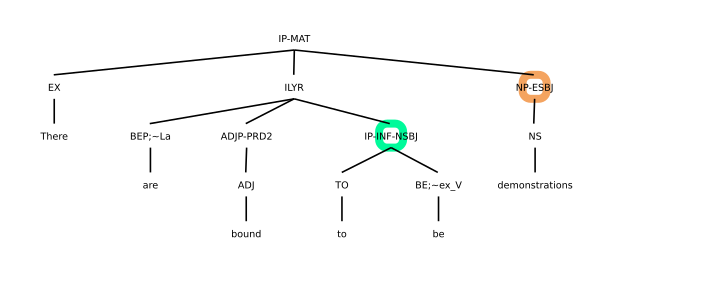 IP-MAT
EX ILYR NP-ESBJ
There BEP;~La ADJP-PRD2 IP-INF-NSBJ NS
are ADJ TO BE;~ex_V demonstrations
bound to be